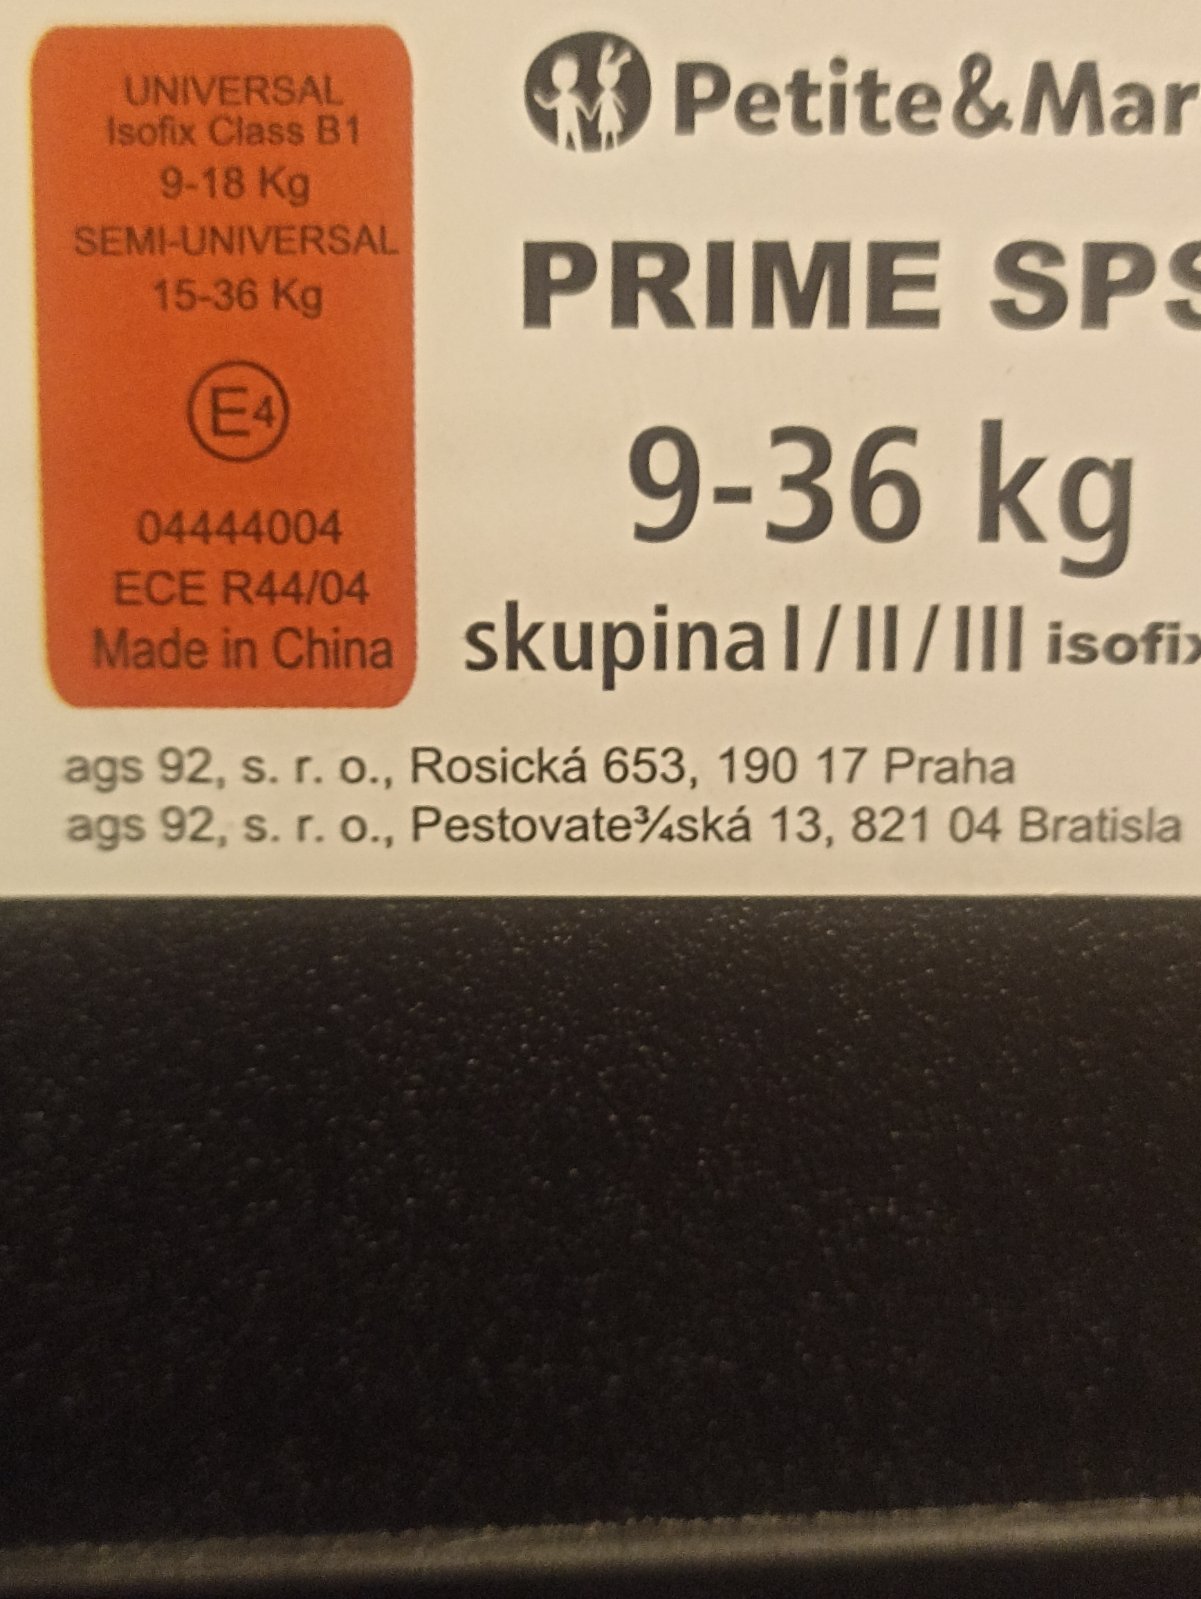 UNIVERSAL
Isofix Class B1
9-18 Kg
SEMI-UNIVERSAL
15-36 Kg
E4
04444004
ECE R44/04
Made in China
Petite&Mar
PRIME SPS
9-36 kg
skupina I/II/III isofix
ags 92, s. r. o., Rosická 653, 190 17 Praha
ags 92, s. r. o., Pestovate¾ská 13, 821 04 Bratisla